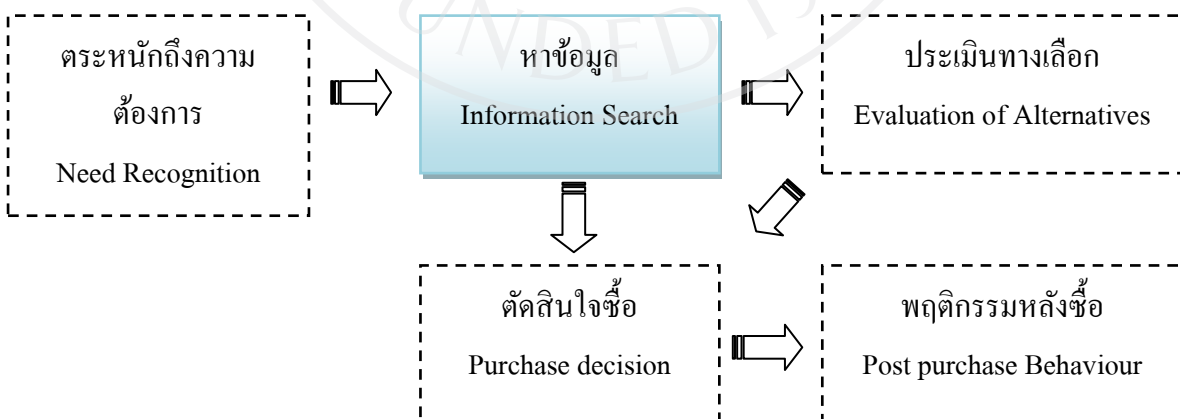 ตระหนักถึงความ
ต้องการ
Need Recognition
หาข้อมูล
Information Search
ประเมินทางเลือก
Evaluation of Alternatives
ตัดสินใจซื้อ
Purchase decision
พฤติกรรมหลังซื้อ
Post purchase Behaviour